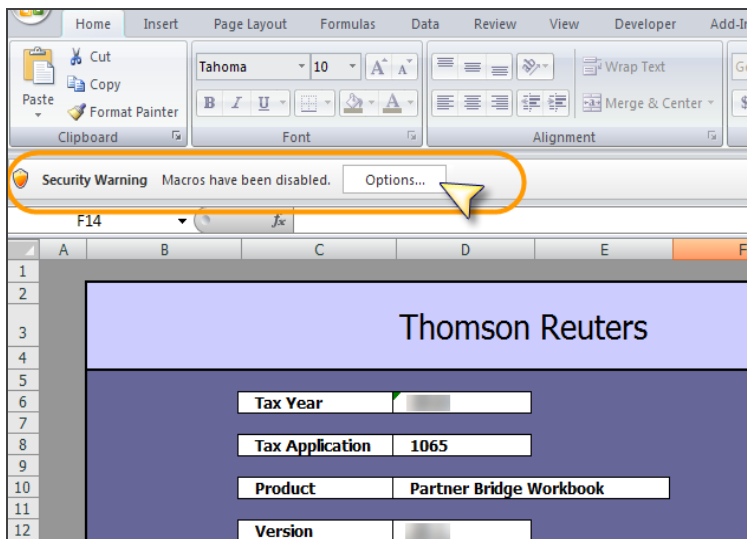 Home Insert Page Layout Formulas Data Review View Developer
Cut
Copy
Paste
Format Painter
Tahoma 10 A A
Wrap Text
B I U A
Merge & Center $
Clipboard Font Alignment
Security Warning Macros have been disabled. Options...
F14 fx
A B C D E F
1
2
3 Thomson Reuters
4
5
6 Tax Year
7
8 Tax Application 1065
9
10 Product Partner Bridge Workbook
11
12 Version